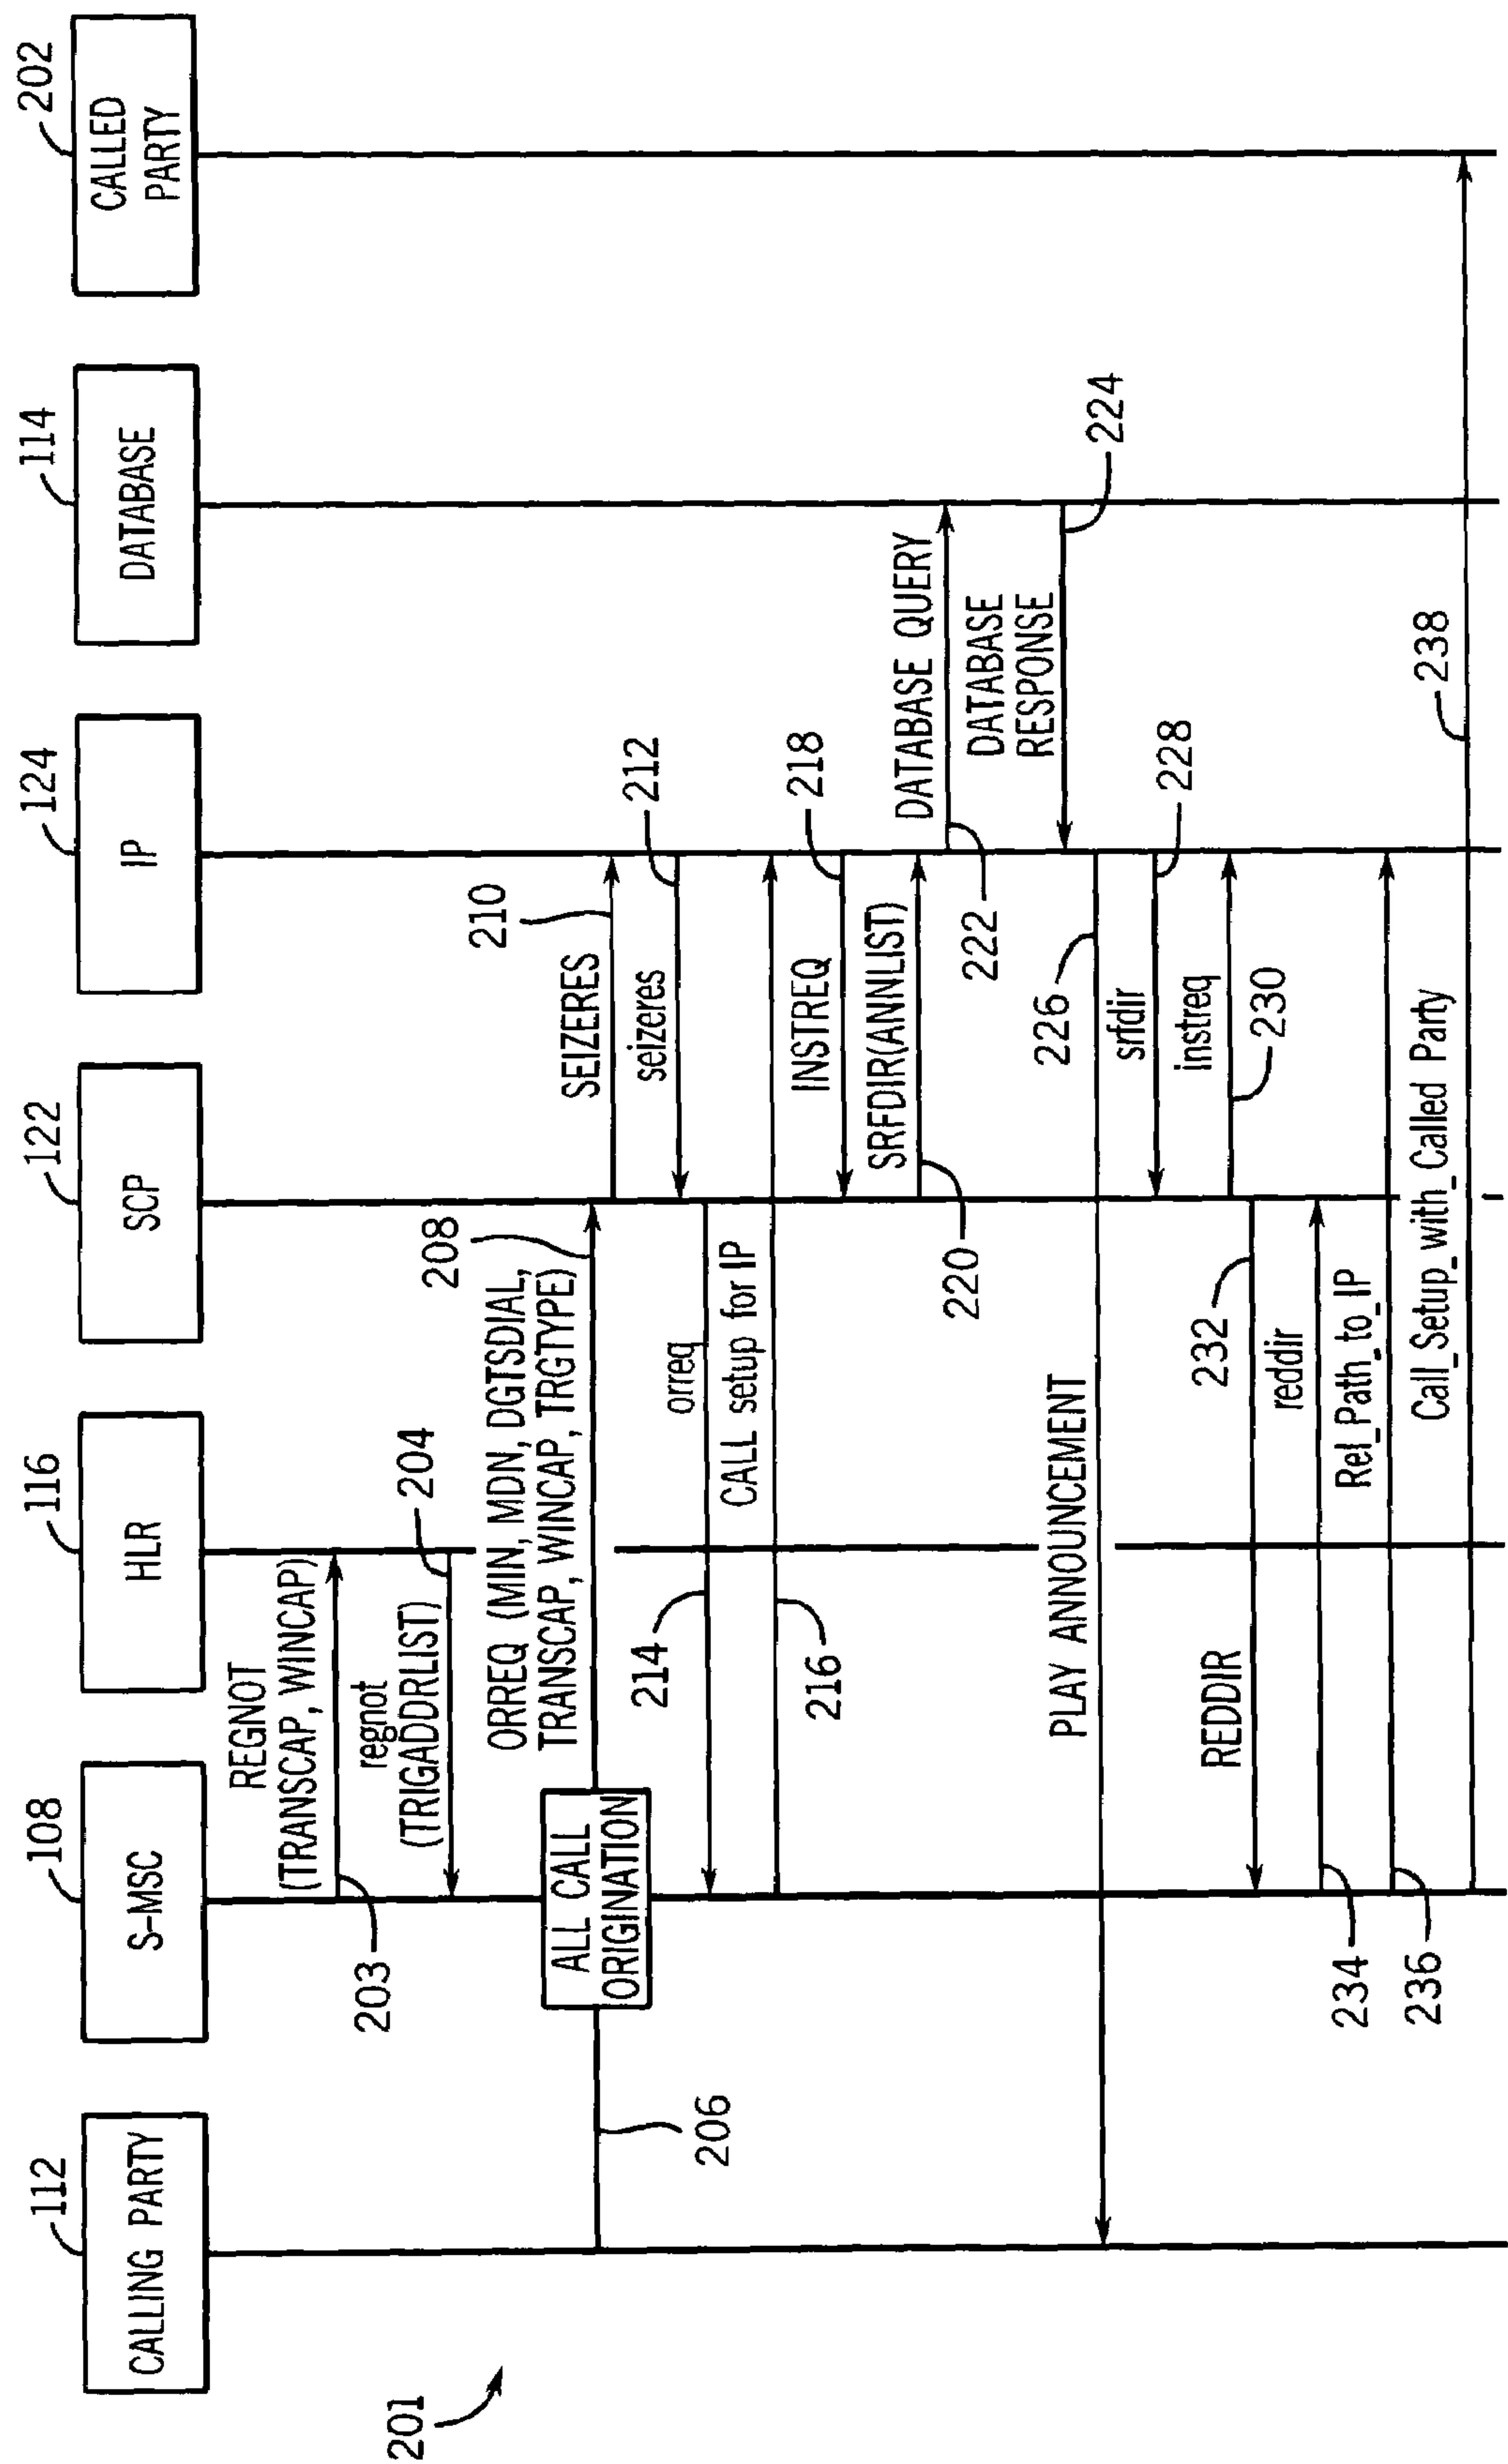 201
112
CALLING PARTY
108
S-MSC
116
HLR
122
SCP
124
IP
114
DATABASE
202
CALLED
PARTY
REGNOT
(TRANSCAP, WINCAP)
203
regnot
(TRIGADDRLIST)
204
206
ALL CALL
ORIGINATION
ORREQ (MIN, MDN, DGTSDIAL,
TRANSCAP, WINCAP, TRGTYPE)
208
SEIZERES
210
seizeres
212
orreq
214
CALL setup for IP
216
INSTREQ
218
SRFDIR(ANNLIST)
220
DATABASE QUERY
222
DATABASE
RESPONSE
224
PLAY ANNOUNCEMENT
226
srfdir
228
instreq
230
REDDIR
232
reddir
234
Rel_Path_to_IP
236
Call_Setup_with_Called Party
238